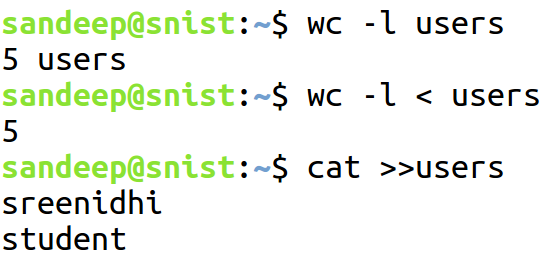 sandeep@snist:~$ wc -l users
5 users
sandeep@snist:~$ wc -l < users
5
sandeep@snist:~$ cat >>users
sreenidhi
student